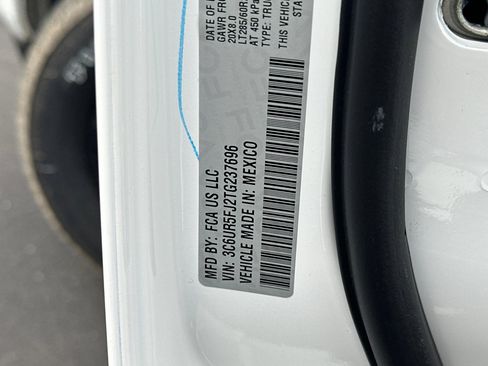 DATE OF
GAWR FR
20X8.0
LT285/60R
AT 450 kPa
TYPE: TRU
THIS VEHIC
STA
MFD BY: FCA US LLC
VIN: 3C6UR5FJ2TG237696
VEHICLE MADE IN: MEXICO